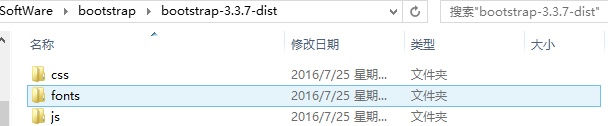 SoftWare ▸ bootstrap ▸ bootstrap-3.3.7-dist 搜索"bootstrap-3.3.7-dist"
名称 修改日期 类型 大小
css 2016/7/25 星期... 文件夹
fonts 2016/7/25 星期... 文件夹
js 2016/7/25 星期... 文件夹